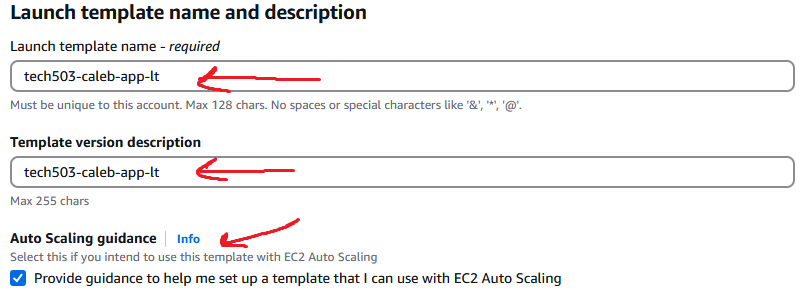 Launch template name and description
Launch template name - required
tech503-caleb-app-lt
Must be unique to this account. Max 128 chars. No spaces or special characters like '&', '*', '@'.
Template version description
tech503-caleb-app-lt
Max 255 chars
Auto Scaling guidance | Info
Select this if you intend to use this template with EC2 Auto Scaling
Provide guidance to help me set up a template that I can use with EC2 Auto Scaling